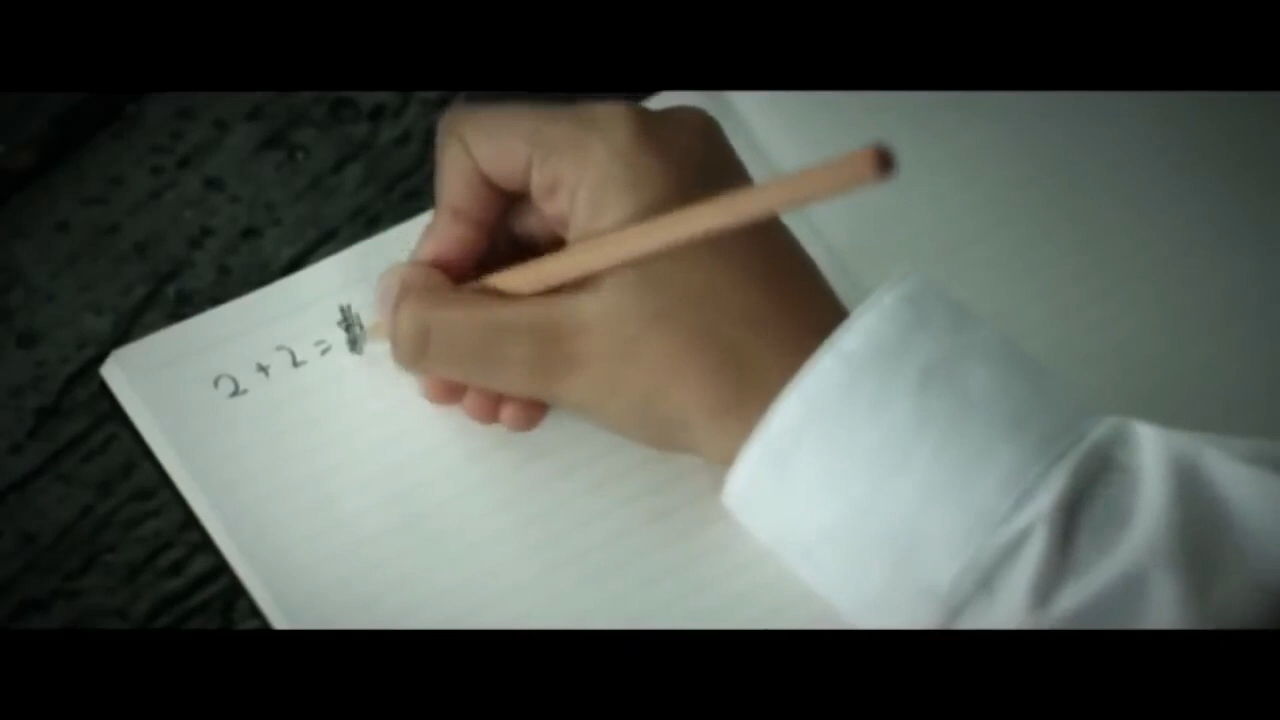 2 + 2 =